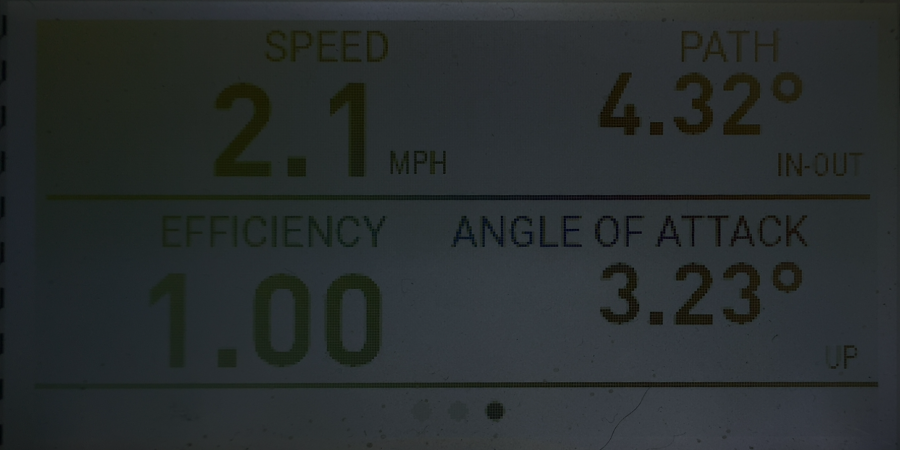 SPEED
2.1 MPH
PATH
4.32°
IN-OUT
EFFICIENCY
1.00
ANGLE OF ATTACK
3.23°
UP